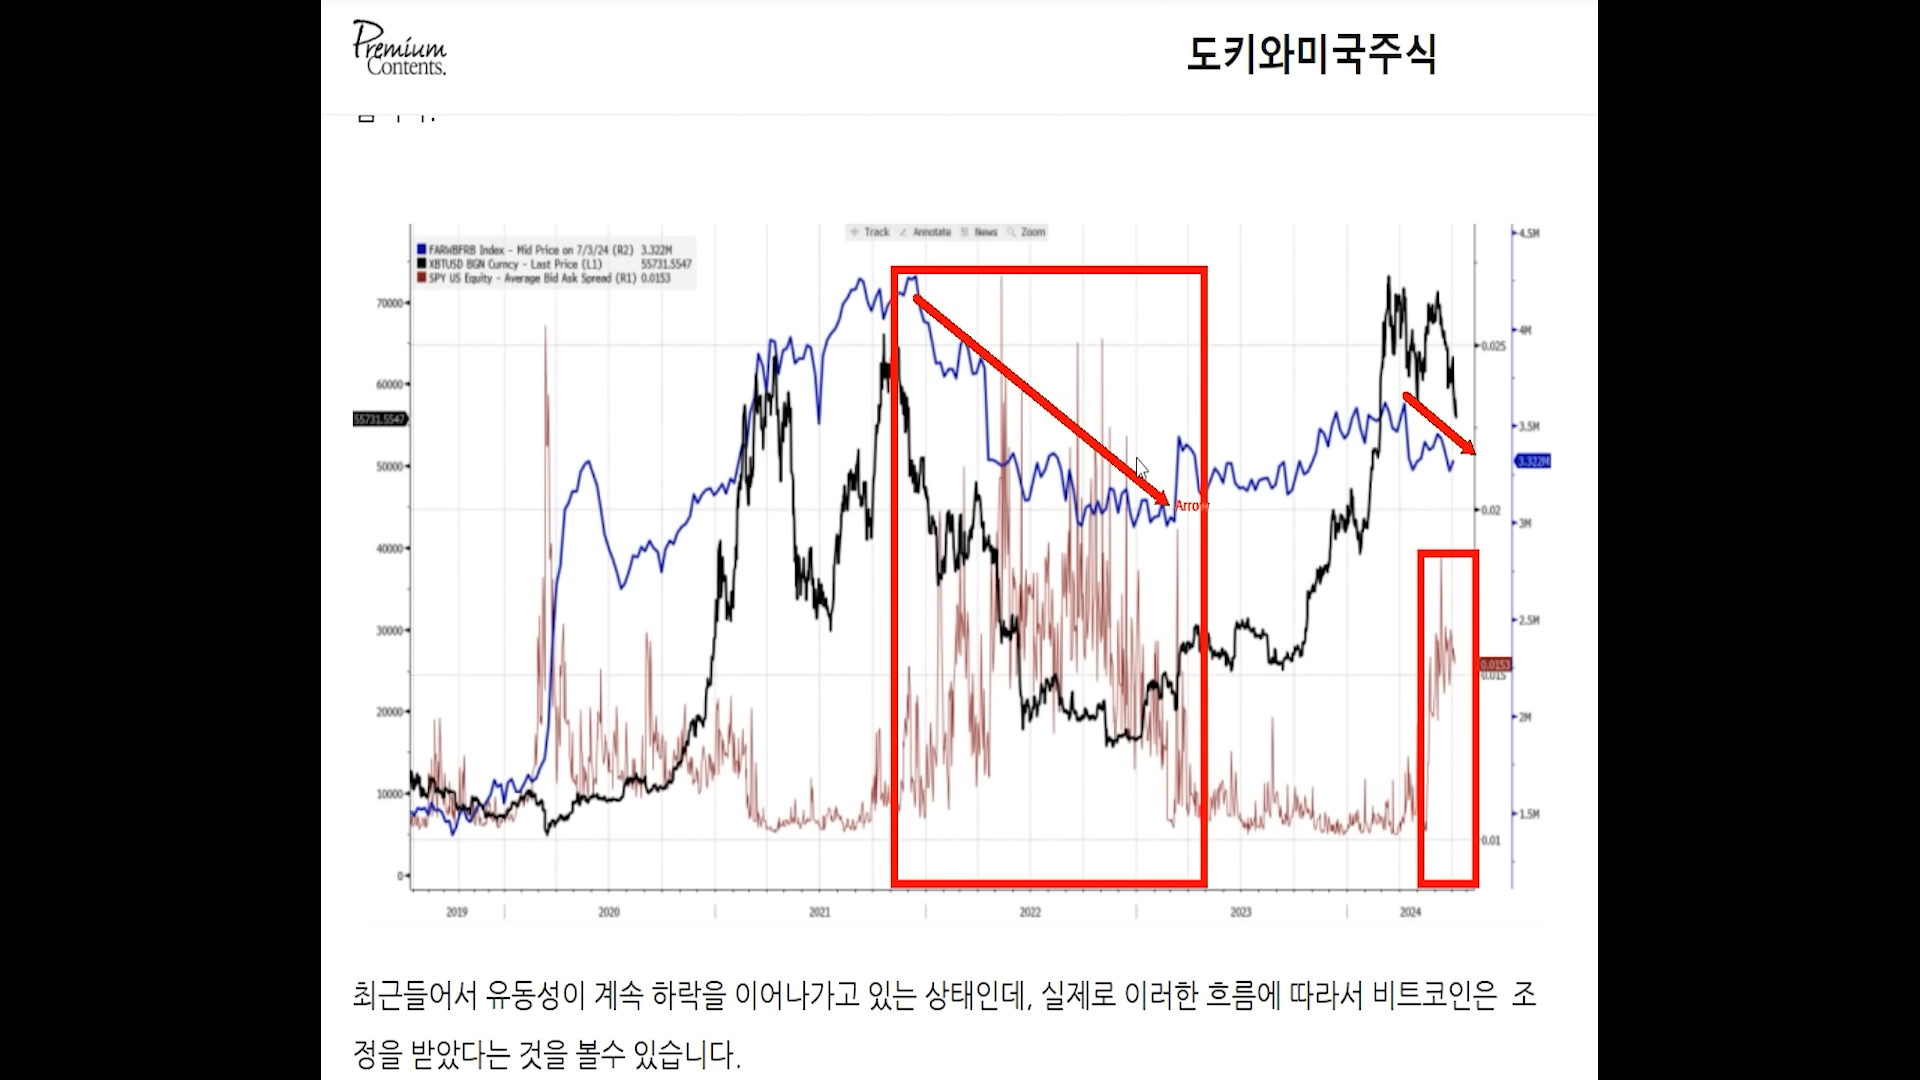 Premium
Contents.
도키와미국주식
Track Annotate News Zoom
FARWBFRB Index - Mid Price on 7/3/24 (R2) 3.322M
XBTUSD BGN Curncy - Last Price (L1) 55731.5547
SPY US Equity - Average Bid Ask Spread (R1) 0.0153
4.5M
70000
4M
0.025
60000
55731.5547
3.5M
3.322M
50000
Arrow
0.02
3M
40000
30000
2.5M
0.0153
0.015
20000
2M
10000
1.5M
0.01
0
2019 2020 2021 2022 2023 2024
최근들어서 유동성이 계속 하락을 이어나가고 있는 상태인데, 실제로 이러한 흐름에 따라서 비트코인은 조
정을 받았다는 것을 볼수 있습니다.